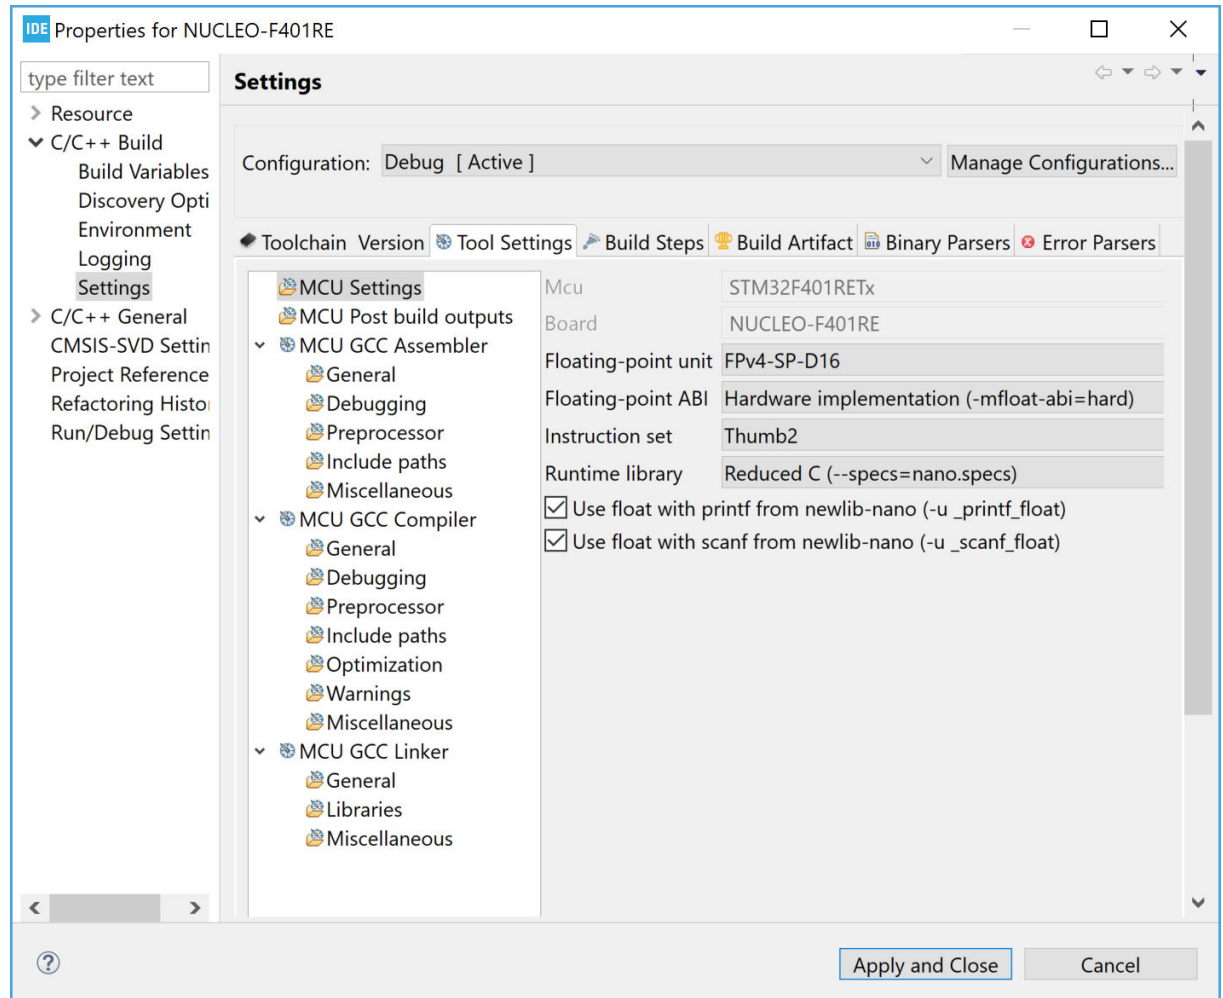 IDE Properties for NUCLEO-F401RE
type filter text
Settings
Resource
C/C++ Build
Build Variables
Discovery Opti
Environment
Logging
Settings
C/C++ General
CMSIS-SVD Settin
Project Reference
Refactoring Histo
Run/Debug Settin
Configuration: Debug [ Active ] Manage Configurations...
Toolchain Version Tool Settings Build Steps Build Artifact Binary Parsers Error Parsers
MCU Settings
MCU Post build outputs
MCU GCC Assembler
General
Debugging
Preprocessor
Include paths
Miscellaneous
MCU GCC Compiler
General
Debugging
Preprocessor
Include paths
Optimization
Warnings
Miscellaneous
MCU GCC Linker
General
Libraries
Miscellaneous
Mcu STM32F401RETx
Board NUCLEO-F401RE
Floating-point unit FPv4-SP-D16
Floating-point ABI Hardware implementation (-mfloat-abi=hard)
Instruction set Thumb2
Runtime library Reduced C (--specs=nano.specs)
Use float with printf from newlib-nano (-u _printf_float)
Use float with scanf from newlib-nano (-u _scanf_float)
Apply and Close Cancel